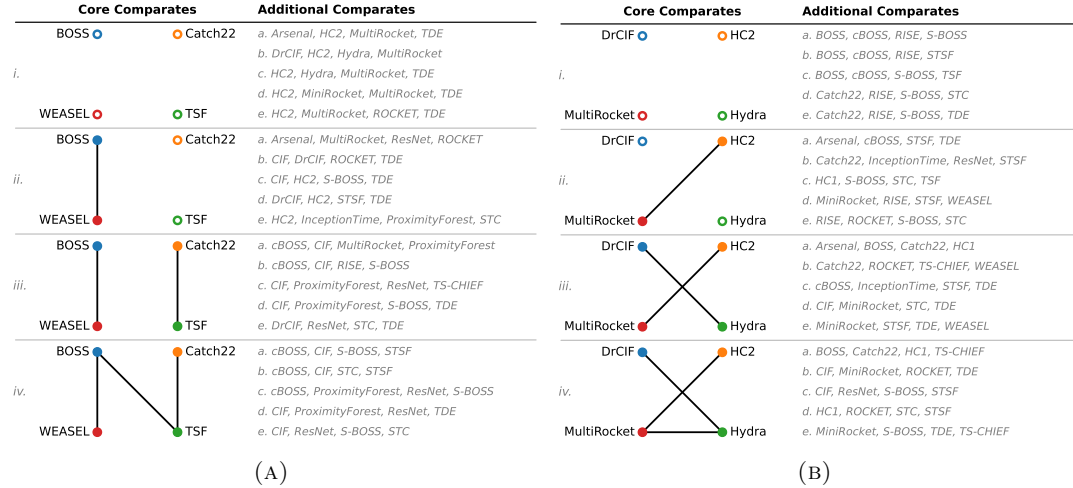 Core Comparates Additional Comparates
BOSS Catch22
WEASEL TSF
i.
a. Arsenal, HC2, MultiRocket, TDE
b. DrCIF, HC2, Hydra, MultiRocket
c. HC2, Hydra, MultiRocket, TDE
d. HC2, MiniRocket, MultiRocket, TDE
e. HC2, MultiRocket, ROCKET, TDE
BOSS Catch22
WEASEL TSF
ii.
a. Arsenal, MultiRocket, ResNet, ROCKET
b. CIF, DrCIF, ROCKET, TDE
c. CIF, HC2, S-BOSS, TDE
d. DrCIF, HC2, STSF, TDE
e. HC2, InceptionTime, ProximityForest, STC
BOSS Catch22
WEASEL TSF
iii.
a. cBOSS, CIF, MultiRocket, ProximityForest
b. cBOSS, CIF, RISE, S-BOSS
c. CIF, ProximityForest, ResNet, TS-CHIEF
d. CIF, ProximityForest, S-BOSS, TDE
e. DrCIF, ResNet, STC, TDE
BOSS Catch22
WEASEL TSF
iv.
a. cBOSS, CIF, S-BOSS, STSF
b. cBOSS, CIF, STC, STSF
c. cBOSS, ProximityForest, ResNet, S-BOSS
d. CIF, ProximityForest, ResNet, TDE
e. CIF, ResNet, S-BOSS, STC
(A)
Core Comparates Additional Comparates
DrCIF HC2
MultiRocket Hydra
i.
a. BOSS, cBOSS, RISE, S-BOSS
b. BOSS, cBOSS, RISE, STSF
c. BOSS, cBOSS, S-BOSS, TSF
d. Catch22, RISE, S-BOSS, STC
e. Catch22, RISE, S-BOSS, TDE
DrCIF HC2
MultiRocket Hydra
ii.
a. Arsenal, cBOSS, STSF, TDE
b. Catch22, InceptionTime, ResNet, STSF
c. HC1, S-BOSS, STC, TSF
d. MiniRocket, RISE, STSF, WEASEL
e. RISE, ROCKET, S-BOSS, STC
DrCIF HC2
MultiRocket Hydra
iii.
a. Arsenal, BOSS, Catch22, HC1
b. Catch22, ROCKET, TS-CHIEF, WEASEL
c. cBOSS, InceptionTime, STSF, TDE
d. CIF, MiniRocket, STC, TDE
e. MiniRocket, STSF, TDE, WEASEL
DrCIF HC2
MultiRocket Hydra
iv.
a. BOSS, Catch22, HC1, TS-CHIEF
b. CIF, MiniRocket, ROCKET, TDE
c. CIF, ResNet, S-BOSS, STSF
d. HC1, ROCKET, STC, STSF
e. MiniRocket, S-BOSS, TDE, TS-CHIEF
(B)